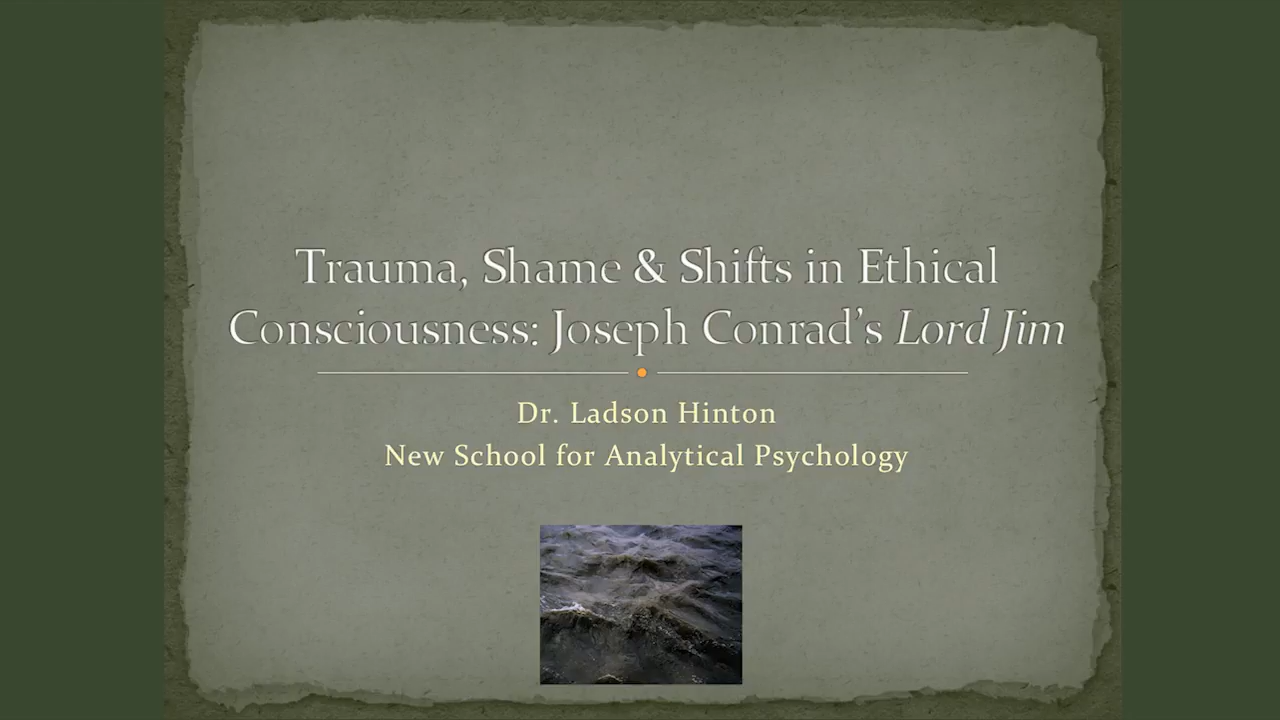 Trauma, Shame & Shifts in Ethical
Consciousness: Joseph Conrad’s Lord Jim
Dr. Ladson Hinton
New School for Analytical Psychology